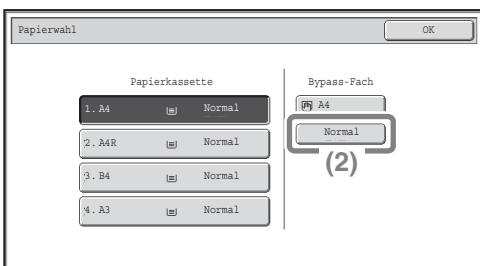 Papierwahl OK
Papierkassette Bypass-Fach
1. A4 Normal A4
2. A4R Normal Normal
(2)
3. B4 Normal
4. A3 Normal